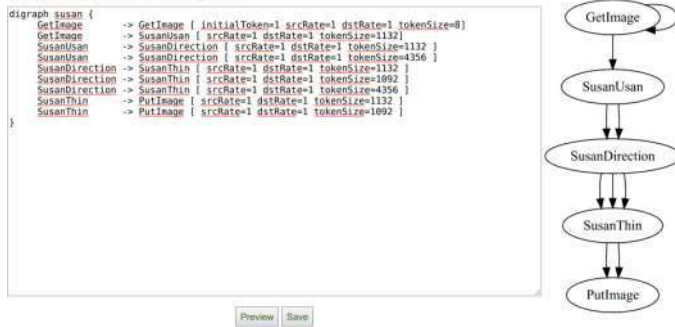 digraph susan {
GetImage -> GetImage [ initialToken=1 srcRate=1 dstRate=1 tokenSize=8]
GetImage -> SusanUsan [ srcRate=1 dstRate=1 tokenSize=1132]
SusanUsan -> SusanDirection [ srcRate=1 dstRate=1 tokenSize=1132 ]
SusanUsan -> SusanDirection [ srcRate=1 dstRate=1 tokenSize=4356 ]
SusanDirection -> SusanThin [ srcRate=1 dstRate=1 tokenSize=1132 ]
SusanDirection -> SusanThin [ srcRate=1 dstRate=1 tokenSize=1092 ]
SusanDirection -> SusanThin [ srcRate=1 dstRate=1 tokenSize=4356 ]
SusanThin -> PutImage [ srcRate=1 dstRate=1 tokenSize=1132 ]
SusanThin -> PutImage [ srcRate=1 dstRate=1 tokenSize=1092 ]
}
Preview Save
GetImage
SusanUsan
SusanDirection
SusanThin
PutImage